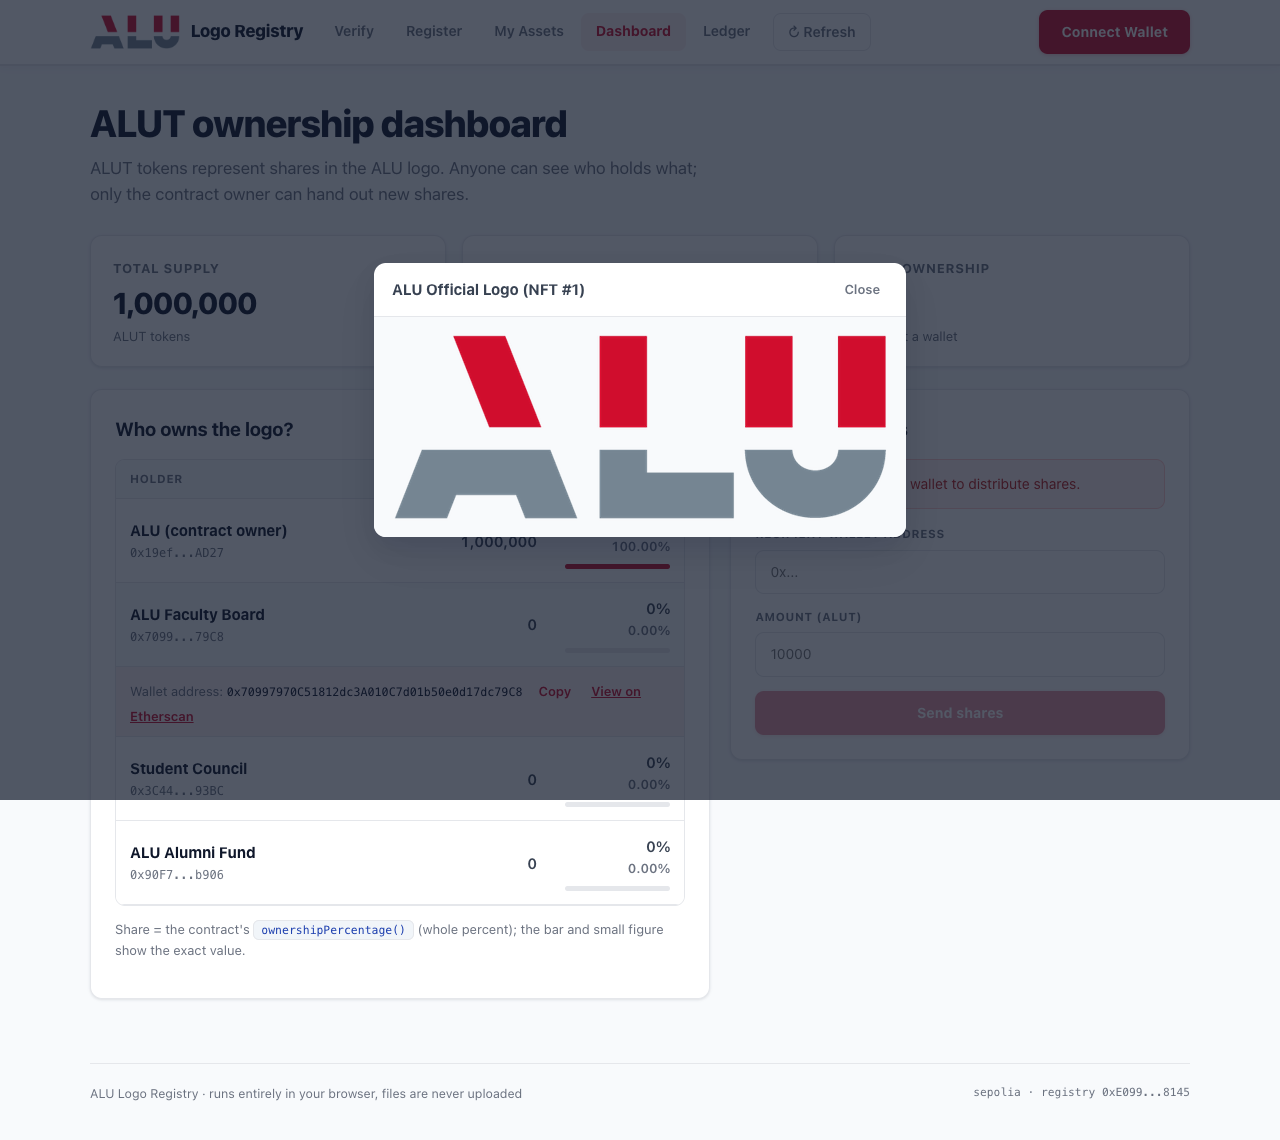 ALU Logo Registry
Verify
Register
My Assets
Dashboard
Ledger
↻ Refresh
Connect Wallet
ALUT ownership dashboard
ALUT tokens represent shares in the ALU logo. Anyone can see who holds what;
only the contract owner can hand out new shares.
TOTAL SUPPLY
1,000,000
ALUT tokens
OWNERSHIP
a wallet
ALU Official Logo (NFT #1)
Close
ALU
Who owns the logo?
HOLDER
ALU (contract owner)
0x19ef...AD27
1,000,000
100.00%
ALU Faculty Board
0x7099...79C8
0
0%
0.00%
Wallet address: 0x70997970C51812dc3A010C7d01b50e0d17dc79C8 Copy View on
Etherscan
Student Council
0x3C44...93BC
0
0%
0.00%
ALU Alumni Fund
0x90F7...b906
0
0%
0.00%
Share = the contract's ownershipPercentage() (whole percent); the bar and small figure
show the exact value.
wallet to distribute shares.
0x...
AMOUNT (ALUT)
10000
Send shares
ALU Logo Registry · runs entirely in your browser, files are never uploaded
sepolia · registry 0xE099...8145